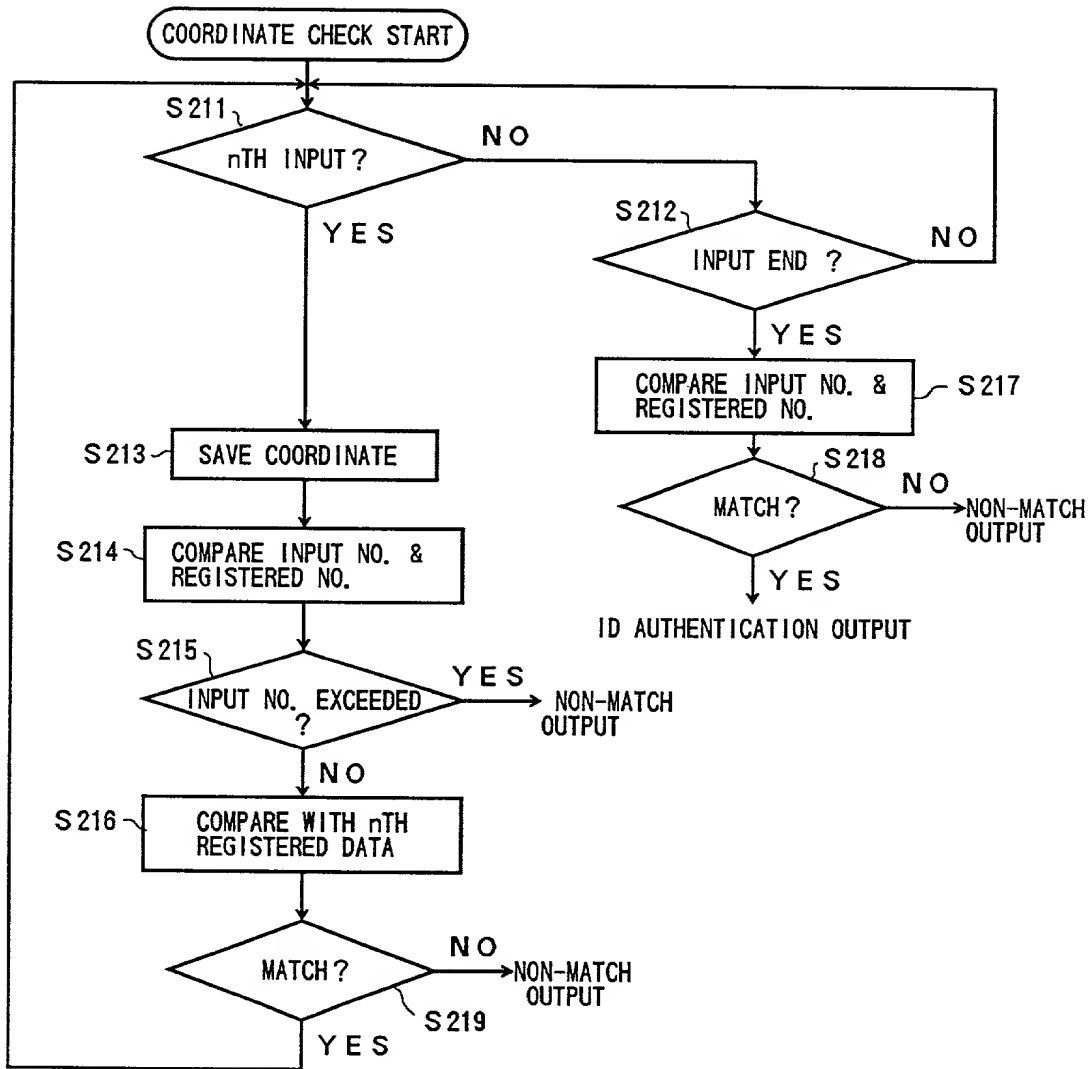 COORDINATE CHECK START
S211
nTH INPUT?
NO
YES
S212
INPUT END ?
NO
YES
COMPARE INPUT NO. &
REGISTERED NO.
S217
S213
SAVE COORDINATE
S218
MATCH?
NO
NON-MATCH
OUTPUT
YES
ID AUTHENTICATION OUTPUT
S214
COMPARE INPUT NO. &
REGISTERED NO.
S215
INPUT NO. EXCEEDED
?
YES
NON-MATCH
OUTPUT
NO
S216
COMPARE WITH nTH
REGISTERED DATA
MATCH?
NO
NON-MATCH
OUTPUT
S219
YES